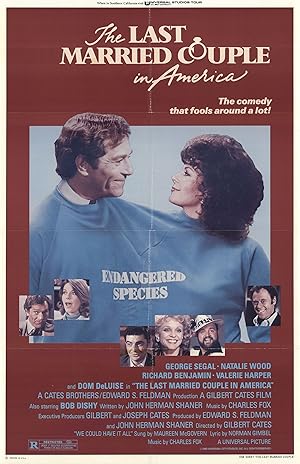 When in Southern California visit UNIVERSAL STUDIOS TOUR
The LAST
MARRIED COUPLE
in America
The comedy
that fools around a lot!
ENDANGERED
SPECIES
GEORGE SEGAL · NATALIE WOOD
RICHARD BENJAMIN · VALERIE HARPER
and DOM DeLUISE in "THE LAST MARRIED COUPLE IN AMERICA"
A CATES BROTHERS/EDWARD S. FELDMAN Production A GILBERT CATES FILM
Also starring BOB DISHY Written by JOHN HERMAN SHANER Music by CHARLES FOX
Executive Producers GILBERT and JOSEPH CATES Produced by EDWARD S. FELDMAN
and JOHN HERMAN SHANER Directed by GILBERT CATES
"WE COULD HAVE IT ALL" Sung by MAUREEN McGOVERN Lyric by NORMAN GIMBEL
Music by CHARLES FOX A UNIVERSAL PICTURE
R RESTRICTED
"THE LAST MARRIED COUPLE